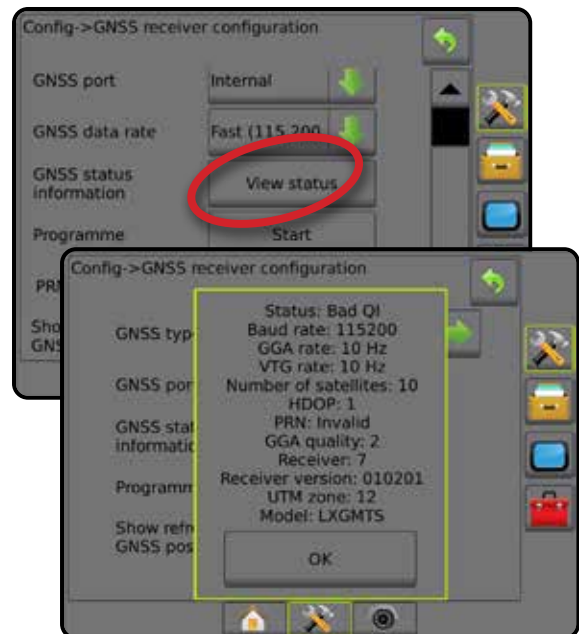 Config->GNSS receiver configuration
GNSS port
Internal
GNSS data rate
Fast (115,200
GNSS status
information
View status
Programme
Start
PR
Sho
GN
Config->GNSS receiver configuration
GNSS typ
GNSS por
GNSS stat
informatic
Programm
Show refr
GNSS pos
Status: Bad QI
Baud rate: 115200
GGA rate: 10 Hz
VTG rate: 10 Hz
Number of satellites: 10
HDOP: 1
PRN: Invalid
GGA quality: 2
Receiver: 7
Receiver version: 010201
UTM zone: 12
Model: LXGMTS
OK